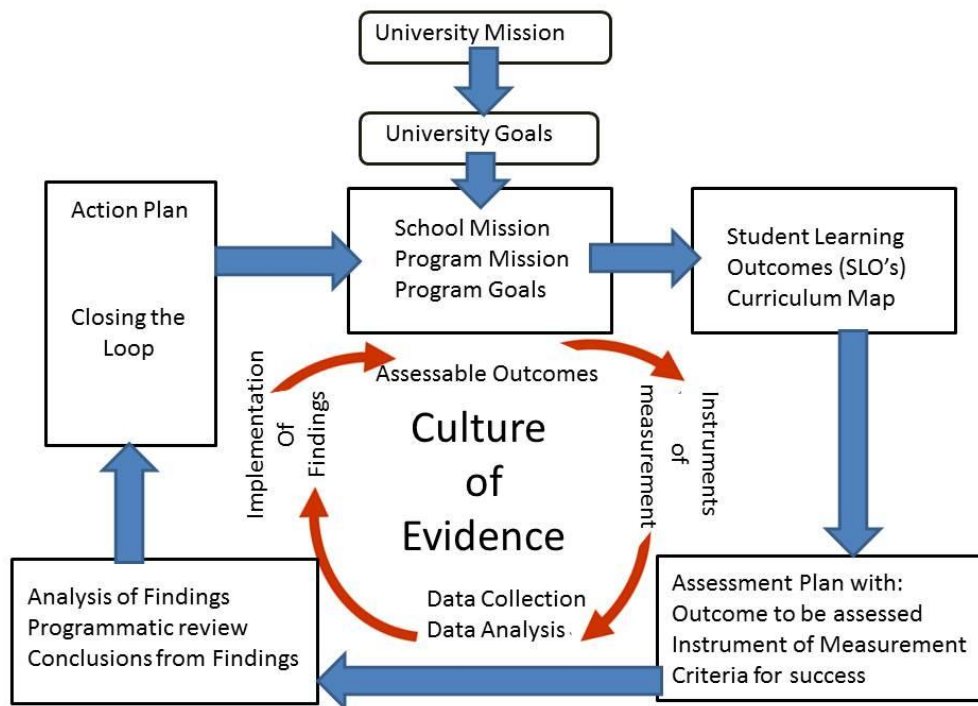 University Mission
University Goals
Action Plan
Closing the
Loop
School Mission
Program Mission
Program Goals
Student Learning
Outcomes (SLO's)
Curriculum Map
Assessable Outcomes
Instruments
of
measurement
Implementation
Of
Findings
Culture
of
Evidence
Data Collection
Data Analysis
Assessment Plan with:
Outcome to be assessed
Instrument of Measurement
Criteria for success
Analysis of Findings
Programmatic review
Conclusions from Findings